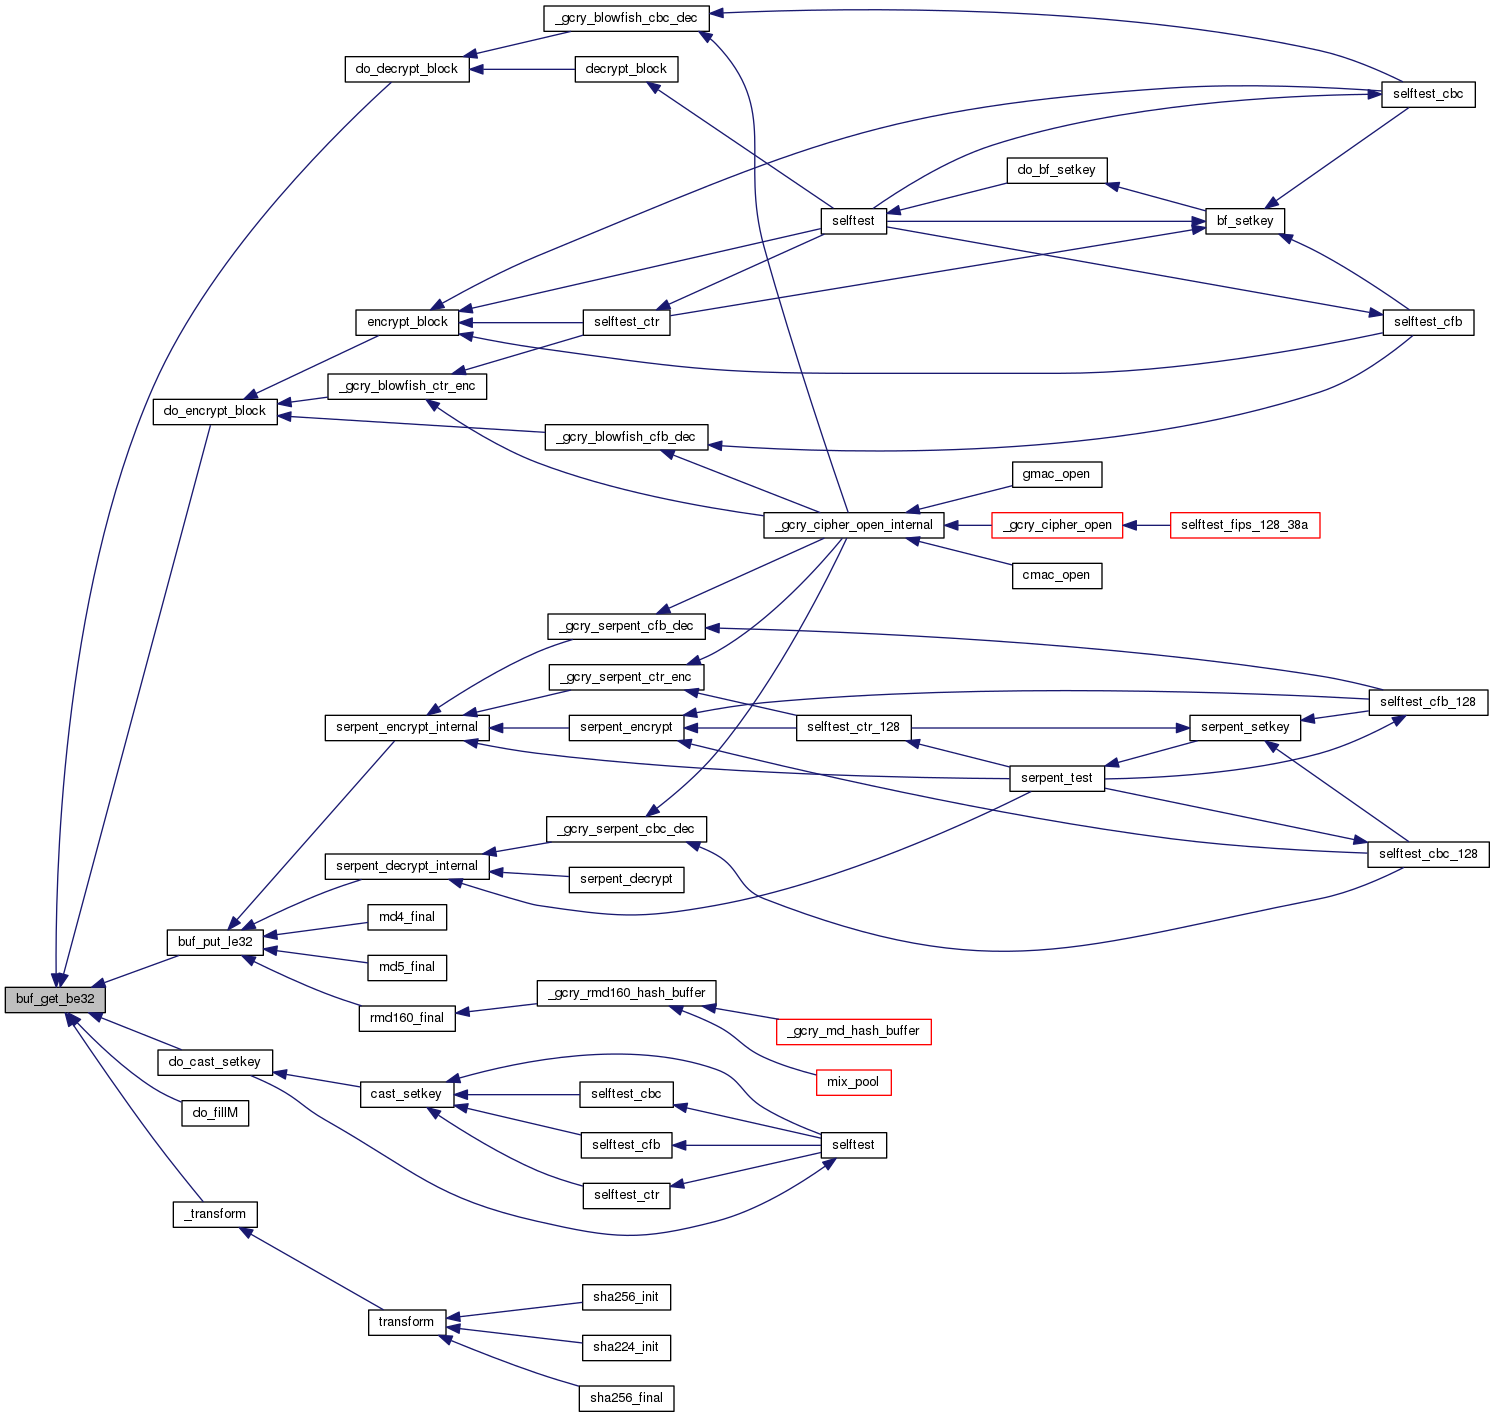 _gcry_blowfish_cbc_dec
do_decrypt_block
decrypt_block
selftest_cbc
do_bf_setkey
selftest
bf_setkey
encrypt_block
selftest_ctr
selftest_cfb
_gcry_blowfish_ctr_enc
do_encrypt_block
_gcry_blowfish_cfb_dec
gmac_open
_gcry_cipher_open_internal
_gcry_cipher_open
selftest_fips_128_38a
cmac_open
_gcry_serpent_cfb_dec
_gcry_serpent_ctr_enc
selftest_cfb_128
serpent_encrypt_internal
serpent_encrypt
selftest_ctr_128
serpent_setkey
serpent_test
_gcry_serpent_cbc_dec
selftest_cbc_128
serpent_decrypt_internal
serpent_decrypt
md4_final
buf_put_le32
md5_final
buf_get_be32
_gcry_rmd160_hash_buffer
rmd160_final
_gcry_md_hash_buffer
do_cast_setkey
mix_pool
cast_setkey
selftest_cbc
do_fillM
selftest_cfb
selftest
selftest_ctr
_transform
sha256_init
transform
sha224_init
sha256_final